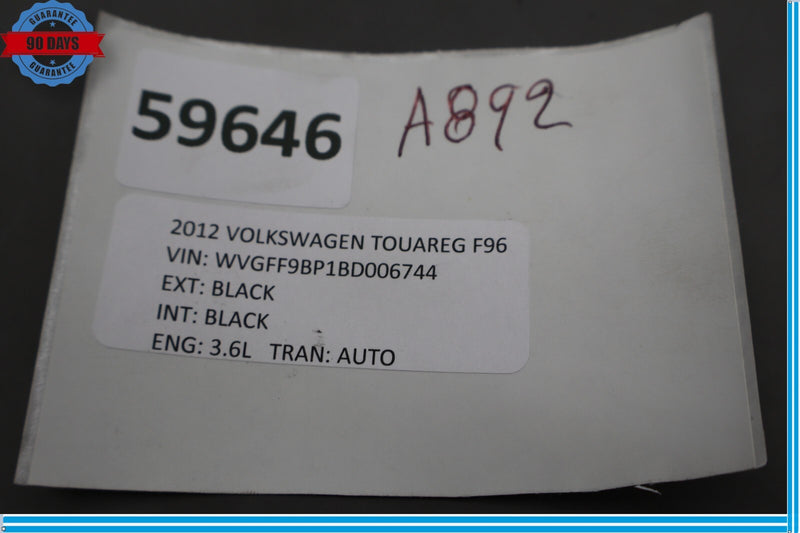 GUARANTEE
90 DAYS
GUARANTEE
59646
A892
2012 VOLKSWAGEN TOUAREG F96
VIN: WVGFF9BP1BD006744
EXT: BLACK
INT: BLACK
ENG: 3.6L TRAN: AUTO